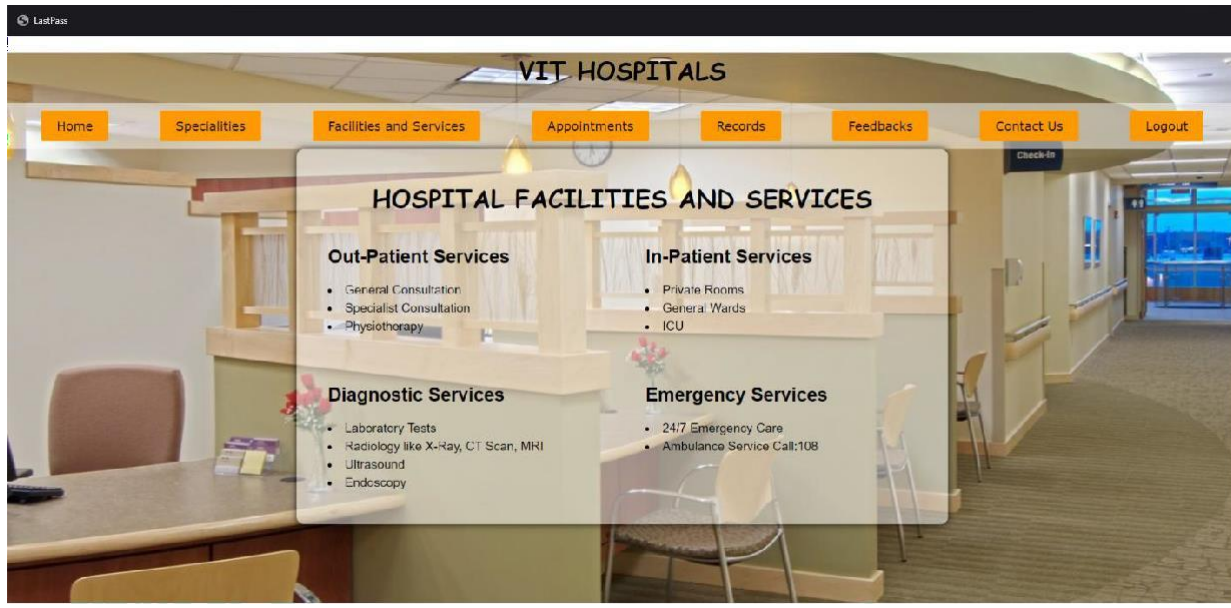 LastPass
VIT HOSPITALS
Home Specialities Facilities and Services Appointments Records Feedbacks Contact Us Logout
Check-In
HOSPITAL FACILITIES AND SERVICES
Out-Patient Services
General Consultation
Specialist Consultation
Physiotherapy
In-Patient Services
Private Rooms
General Wards
ICU
Diagnostic Services
Laboratory Tests
Radiology like X-Ray, CT Scan, MRI
Ultrasound
Endoscopy
Emergency Services
24/7 Emergency Care
Ambulance Service Call:108